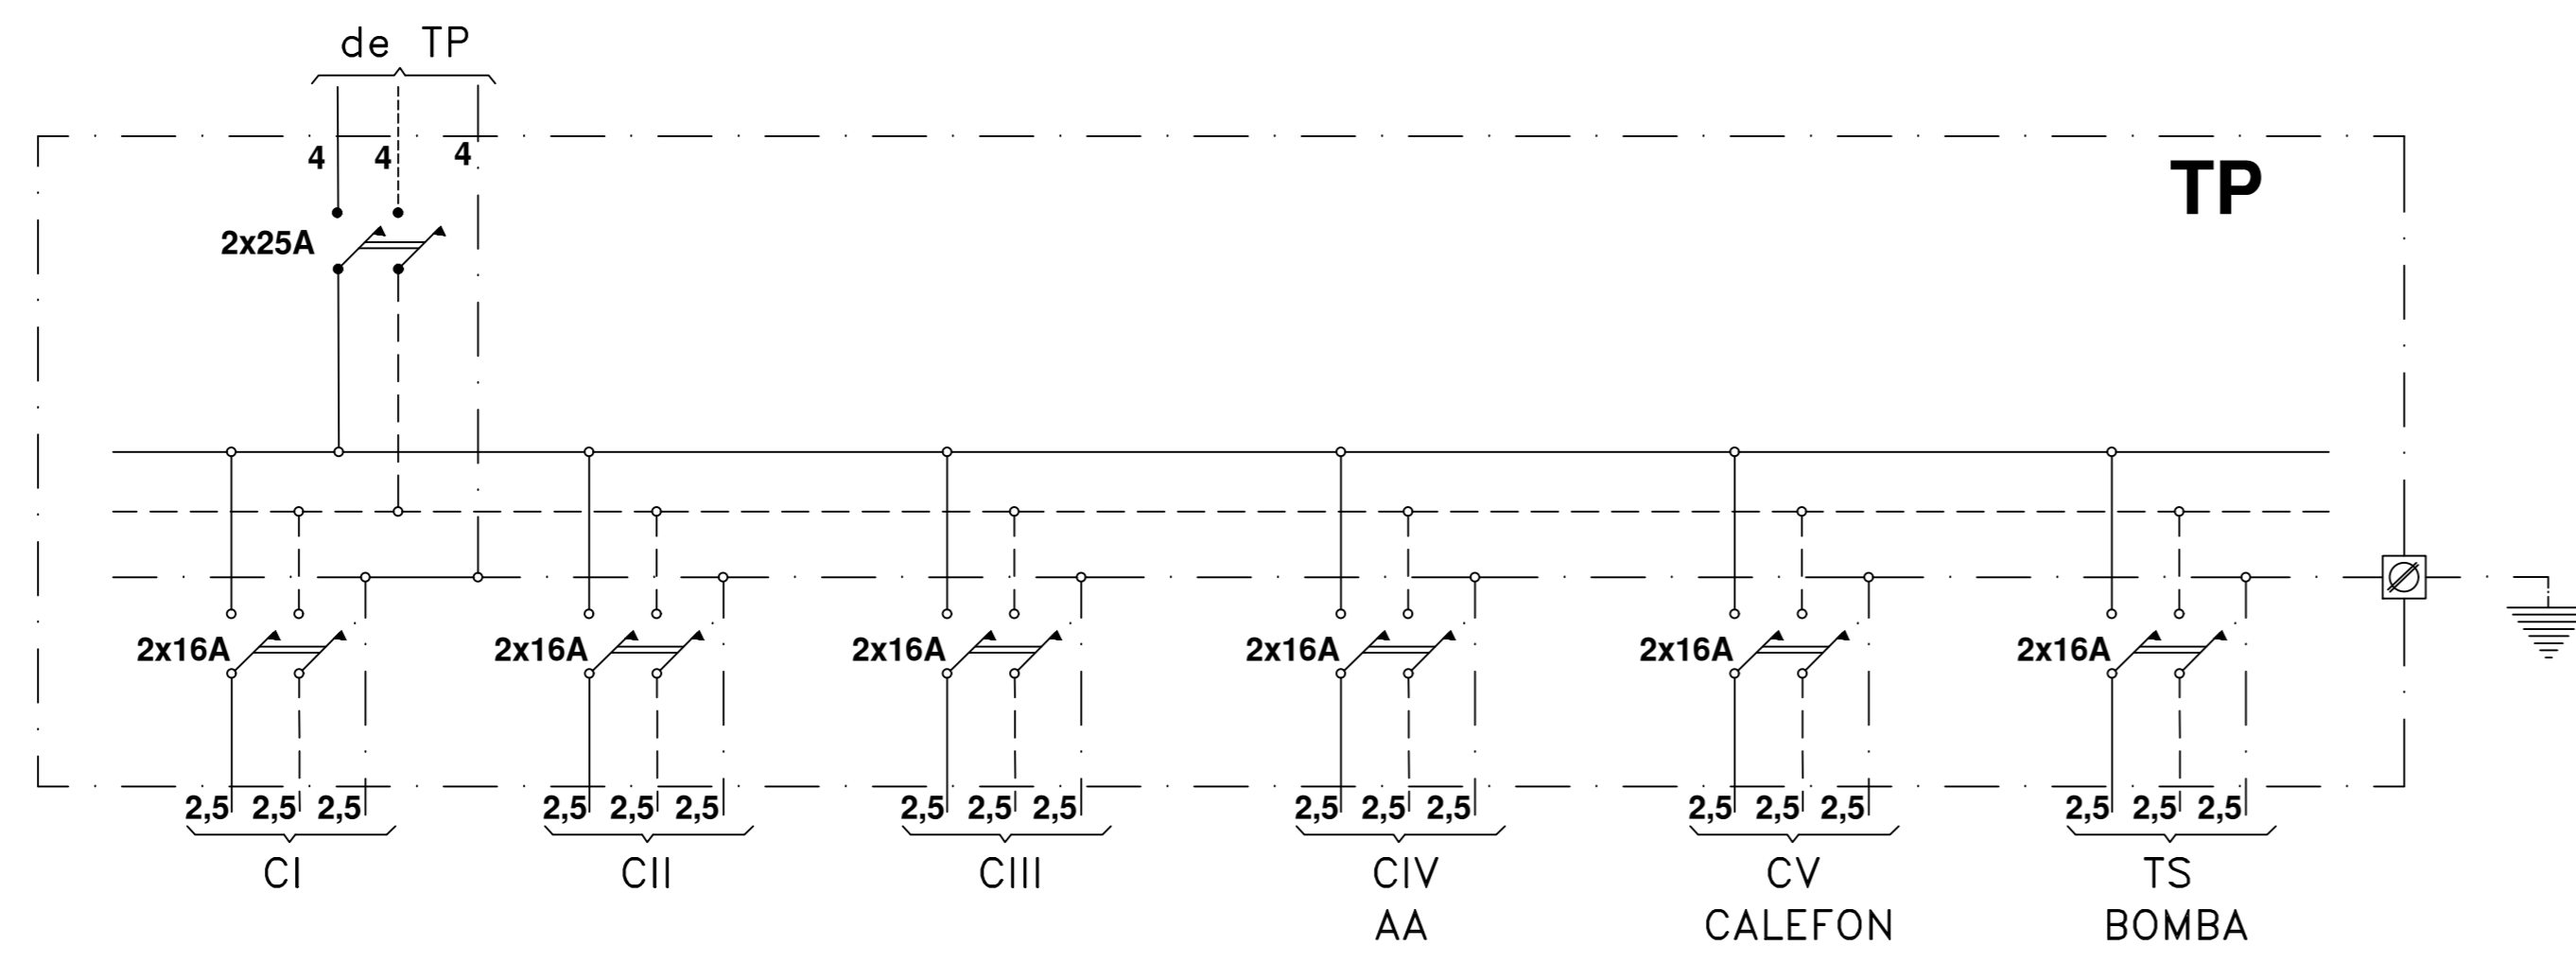 de TP
4 4 4
TP
2x25A
2x16A 2x16A 2x16A 2x16A 2x16A 2x16A
2,5 2,5 2,5 2,5 2,5 2,5 2,5 2,5 2,5 2,5 2,5 2,5 2,5 2,5 2,5 2,5 2,5 2,5
CI CII CIII CIV CV TS
AA CALEFON BOMBA